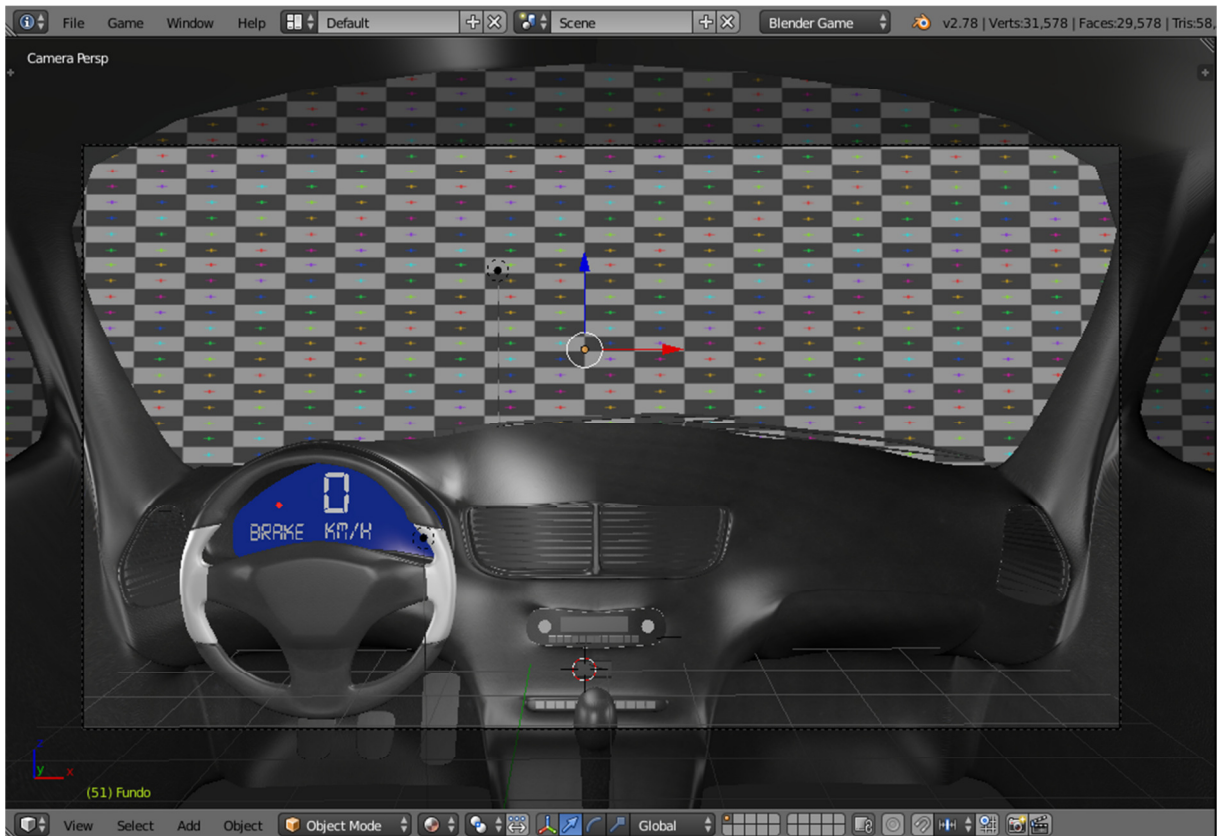 File Game Window Help Default Scene Blender Game v2.78 | Verts:31,578 | Faces:29,578 | Tris:58,
Camera Persp
0
BRAKE KM/H
z
y x
(51) Fundo
View Select Add Object Object Mode Global